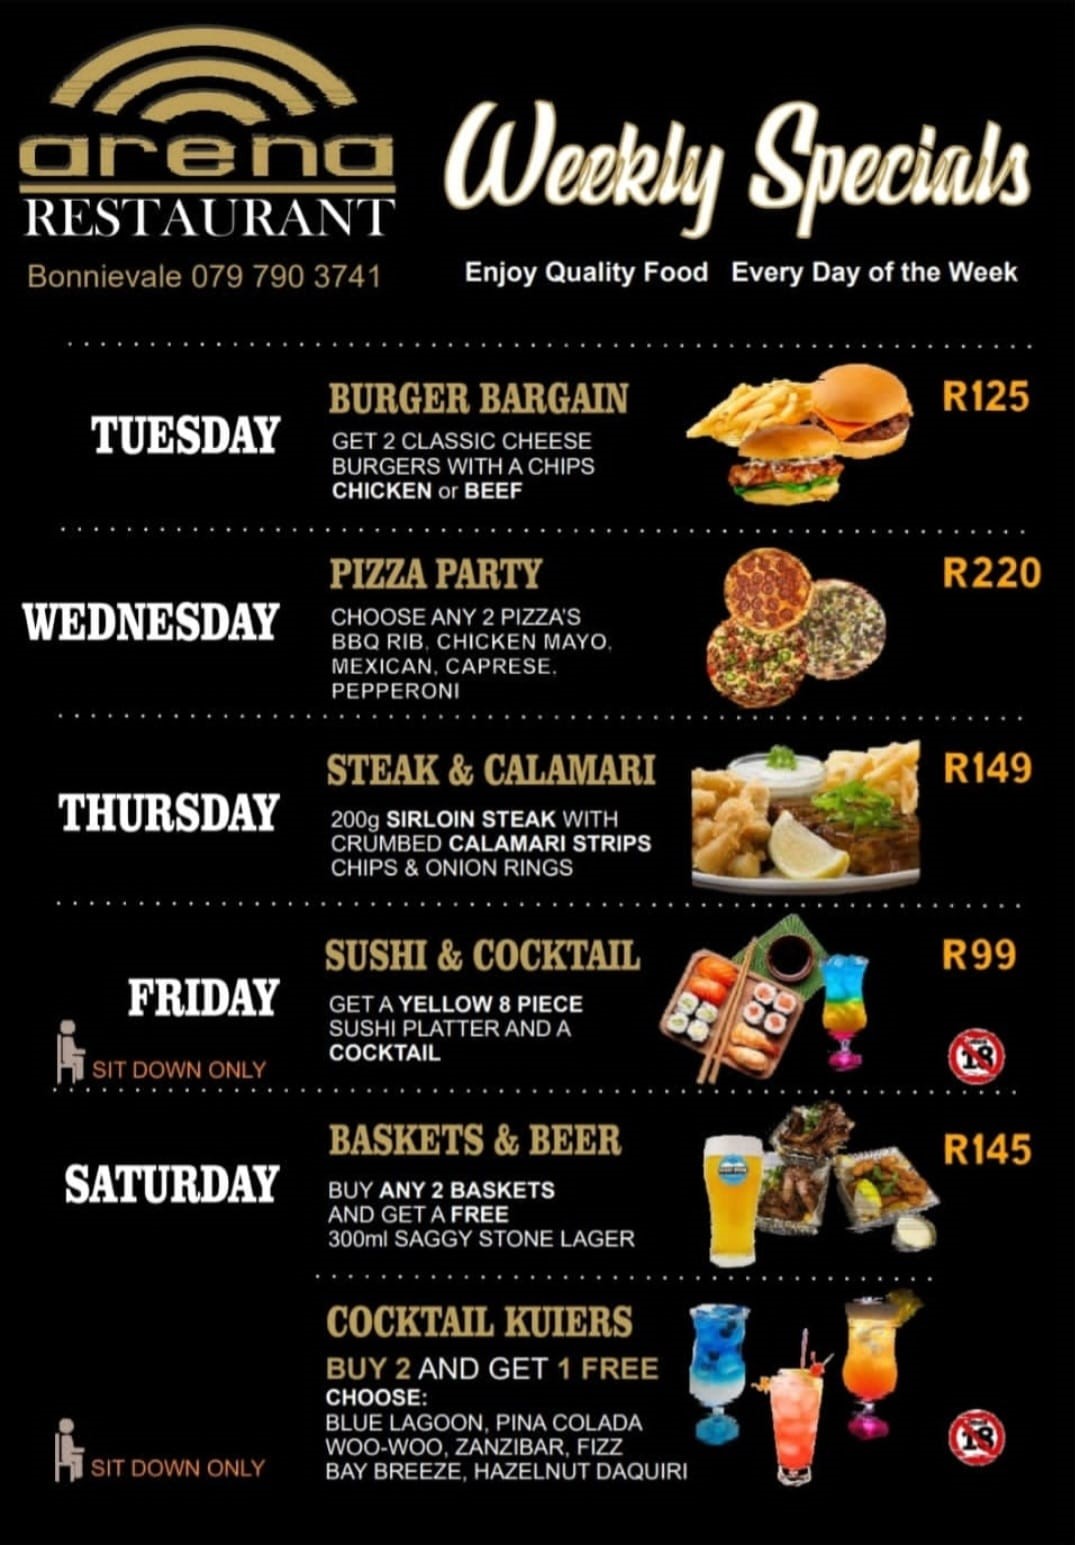 arena
RESTAURANT
Bonnievale 079 790 3741
Weekly Specials
Enjoy Quality Food Every Day of the Week
TUESDAY
BURGER BARGAIN
R125
GET 2 CLASSIC CHEESE
BURGERS WITH A CHIPS
CHICKEN or BEEF
WEDNESDAY
PIZZA PARTY
R220
CHOOSE ANY 2 PIZZA'S
BBQ RIB, CHICKEN MAYO,
MEXICAN, CAPRESE.
PEPPERONI
THURSDAY
STEAK & CALAMARI
R149
200g SIRLOIN STEAK WITH
CRUMBED CALAMARI STRIPS
CHIPS & ONION RINGS
FRIDAY
SIT DOWN ONLY
SUSHI & COCKTAIL
R99
GET A YELLOW 8 PIECE
SUSHI PLATTER AND A
COCKTAIL
18
SATURDAY
BASKETS & BEER
R145
BUY ANY 2 BASKETS
AND GET A FREE
300ml SAGGY STONE LAGER
COCKTAIL KUIERS
BUY 2 AND GET 1 FREE
CHOOSE:
BLUE LAGOON, PINA COLADA
WOO-WOO, ZANZIBAR, FIZZ
BAY BREEZE, HAZELNUT DAQUIRI
SIT DOWN ONLY
18